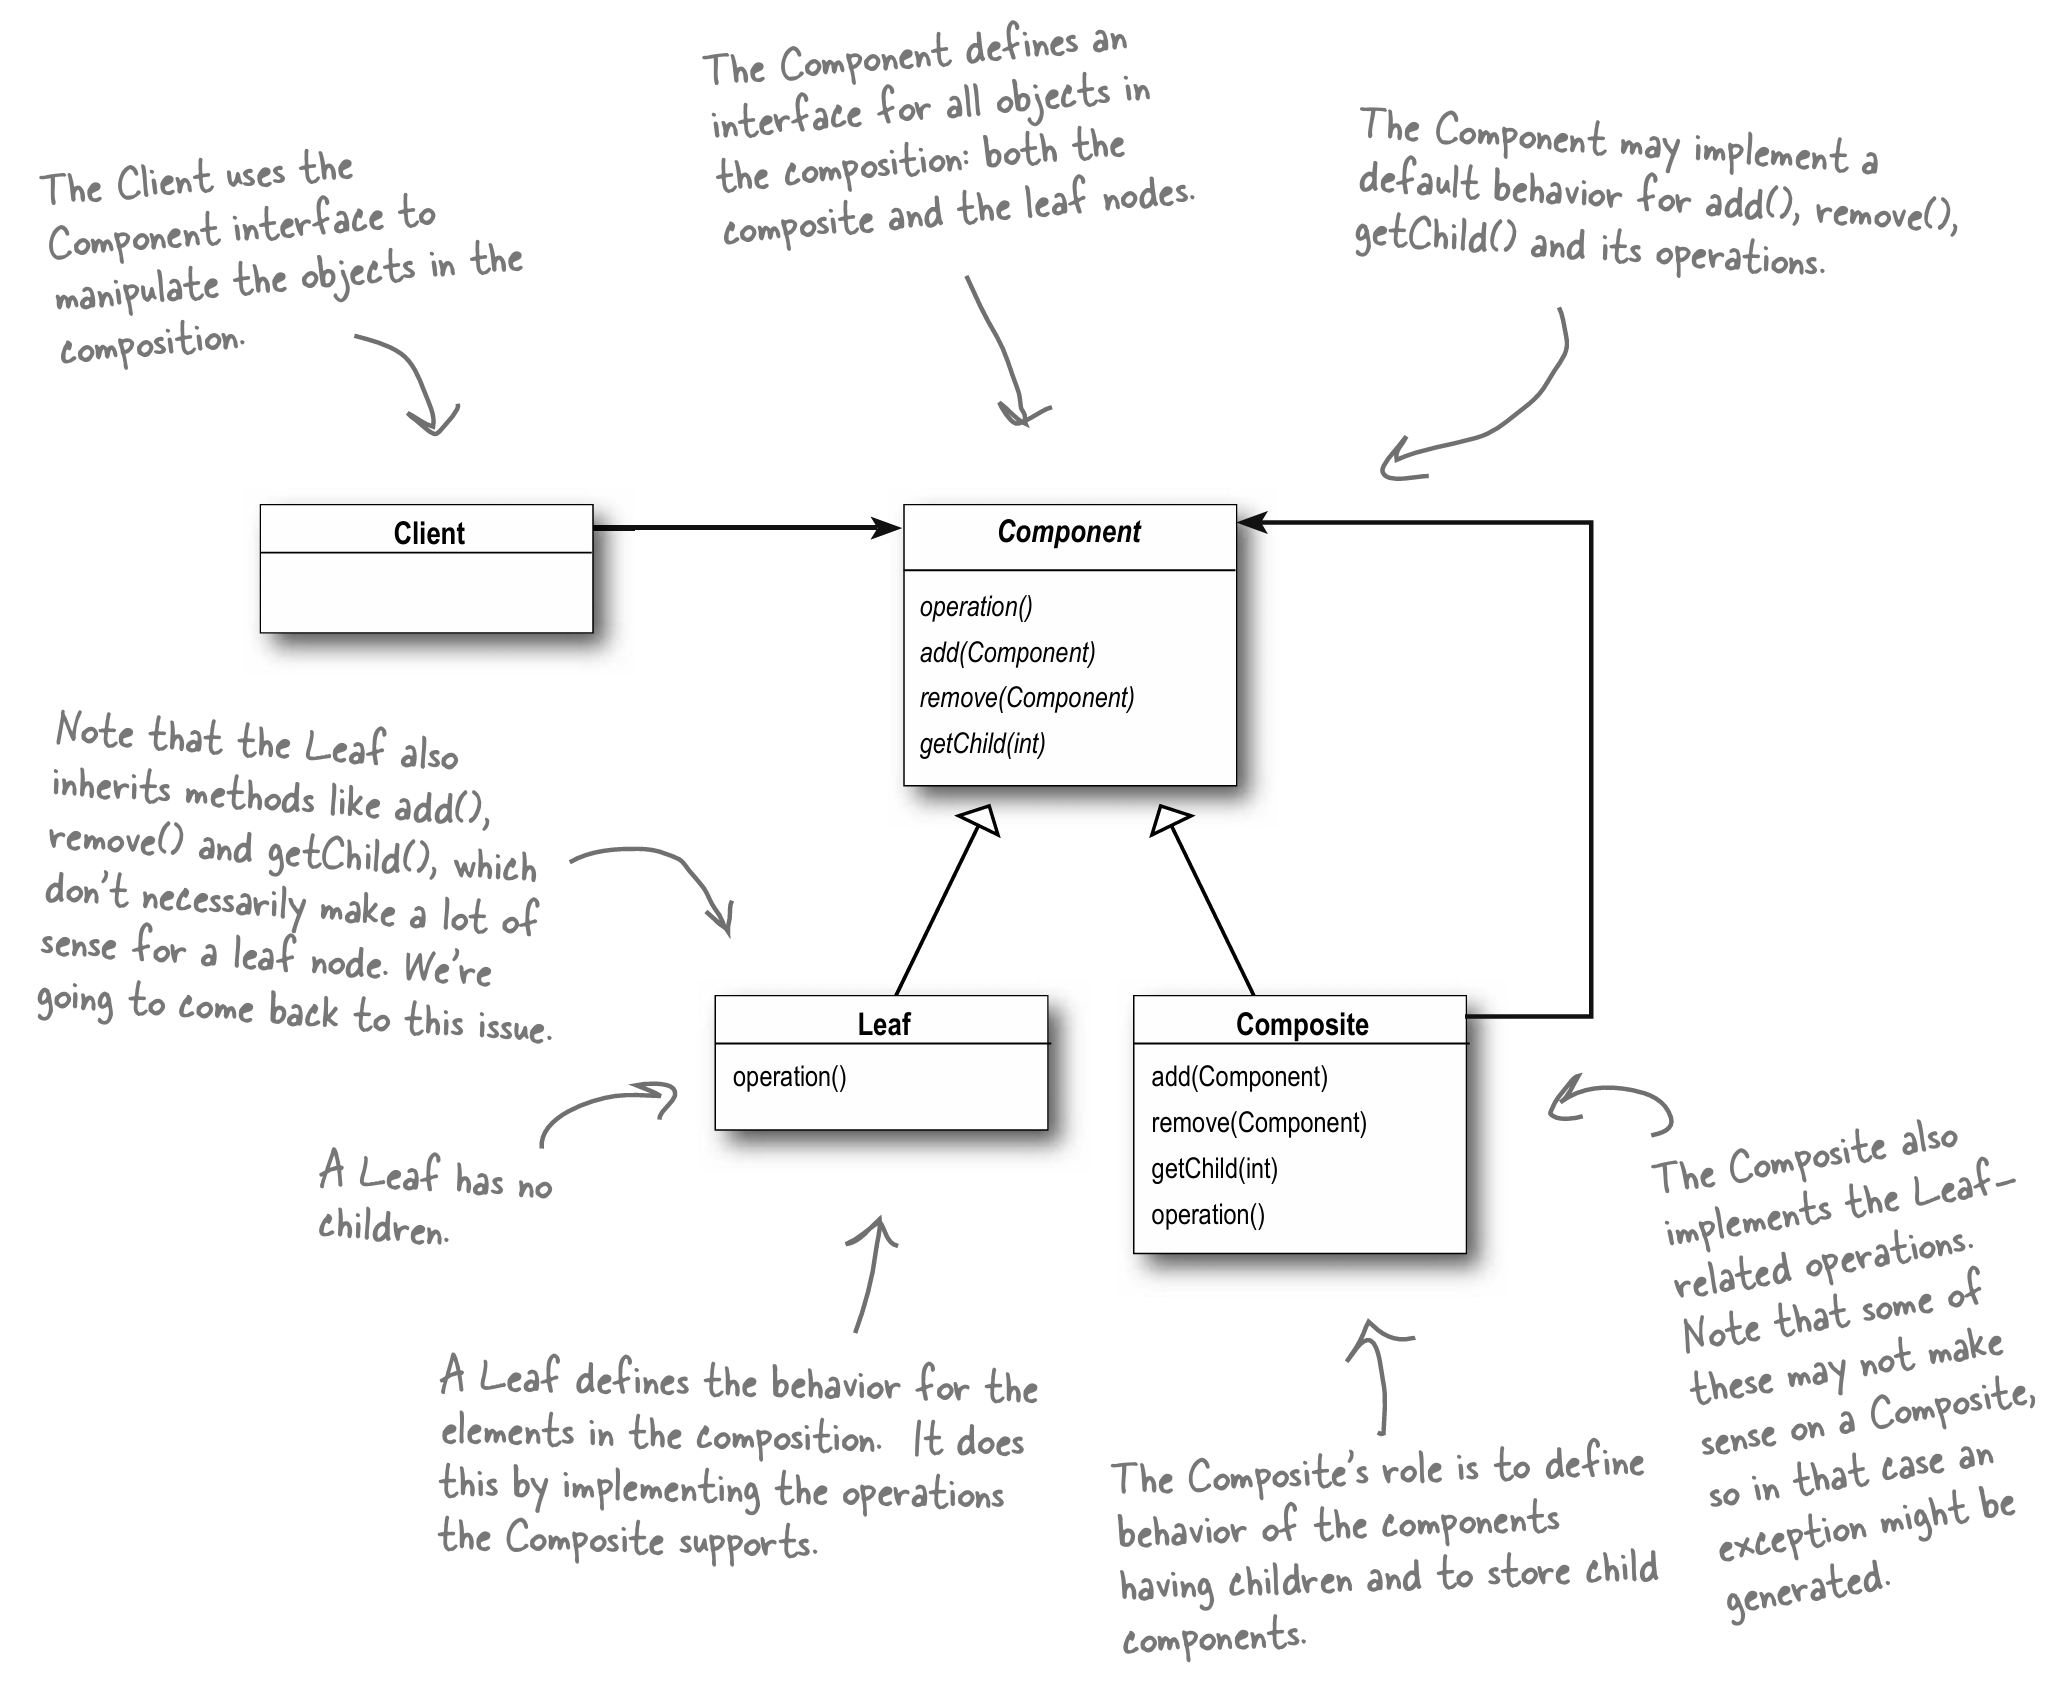 The Component defines an
interface for all objects in
the composition: both the
composite and the leaf nodes.
The Component may implement a
default behavior for add(), remove(),
getChild() and its operations.
The Client uses the
Component interface to
manipulate the objects in the
composition.
Client
Component
operation()
add(Component)
remove(Component)
getChild(int)
Note that the Leaf also
inherits methods like add(),
remove() and getChild(), which
don't necessarily make a lot of
sense for a leaf node. We're
going to come back to this issue.
Leaf
operation()
Composite
add(Component)
remove(Component)
getChild(int)
operation()
A Leaf has no
children.
The Composite also
implements the Leaf-
related operations.
Note that some of
these may not make
sense on a Composite,
so in that case an
exception might be
generated.
A Leaf defines the behavior for the
elements in the composition. It does
this by implementing the operations
the Composite supports.
The Composite's role is to define
behavior of the components
having children and to store child
components.